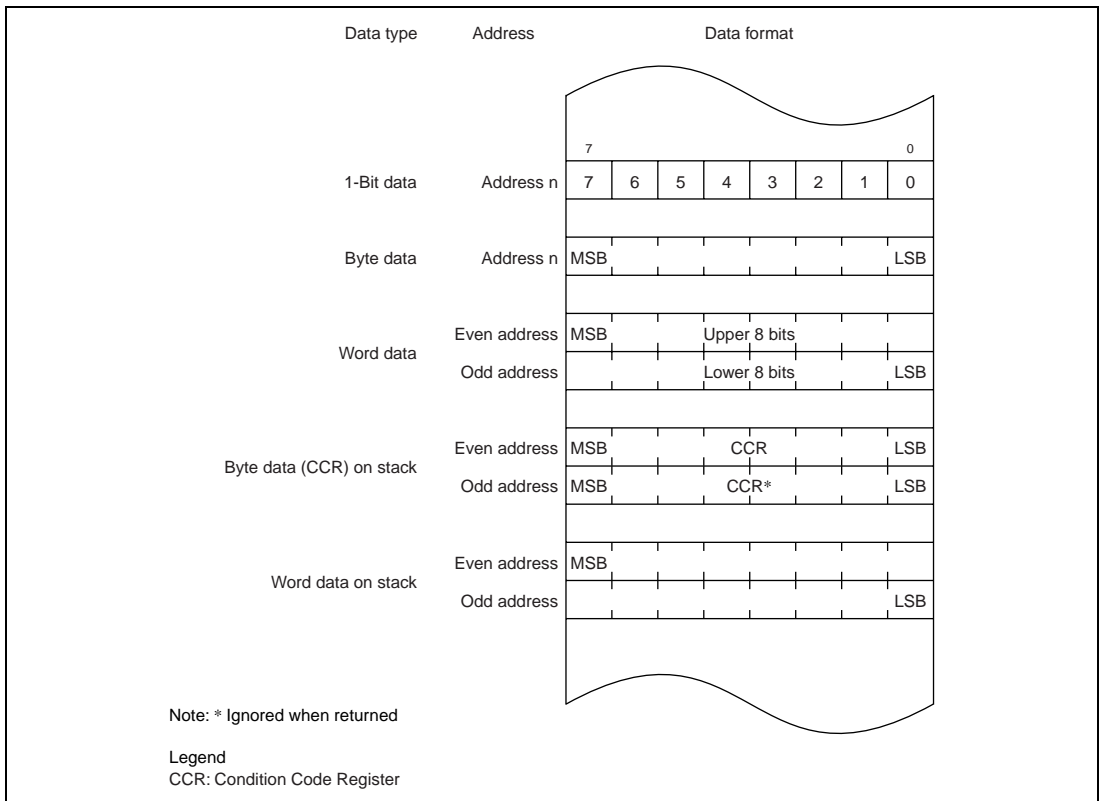 Data type Address Data format
7 0
1-Bit data Address n 7 6 5 4 3 2 1 0
Byte data Address n MSB LSB
Even address MSB Upper 8 bits
Word data
Odd address Lower 8 bits LSB
Even address MSB CCR LSB
Byte data (CCR) on stack
Odd address MSB CCR* LSB
Even address MSB
Word data on stack
Odd address LSB
Note: * Ignored when returned
Legend
CCR: Condition Code Register